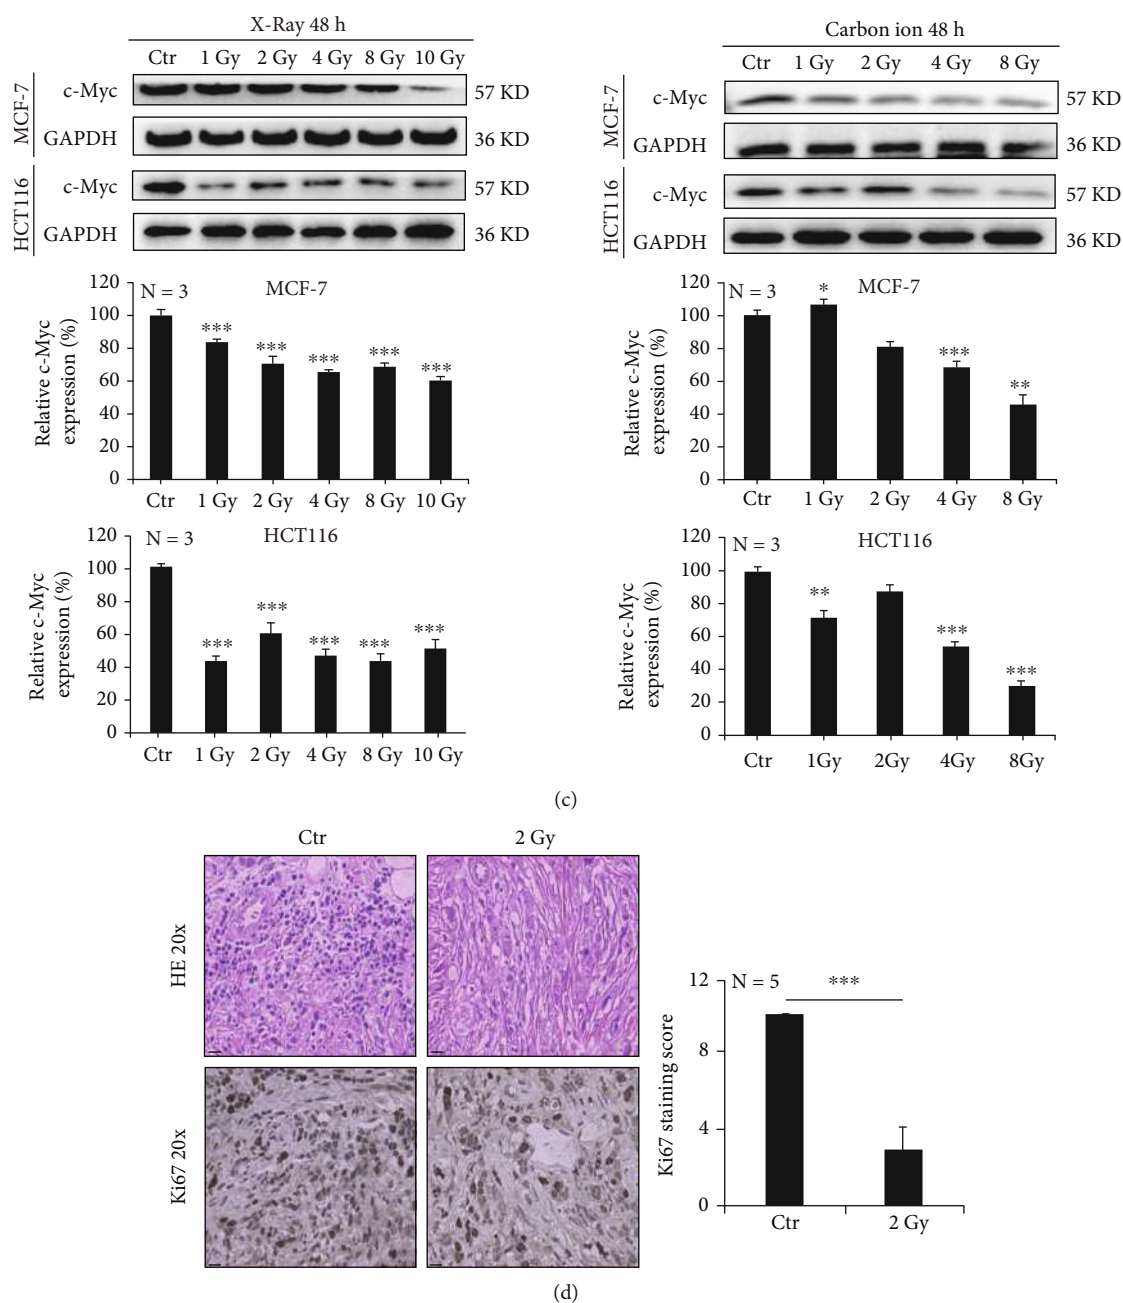 X-Ray 48 h
Ctr 1 Gy 2 Gy 4 Gy 8 Gy 10 Gy
MCF-7
c-Myc 57 KD
GAPDH 36 KD
HCT116
c-Myc 57 KD
GAPDH 36 KD
Carbon ion 48 h
Ctr 1 Gy 2 Gy 4 Gy 8 Gy
MCF-7
c-Myc 57 KD
GAPDH 36 KD
HCT116
c-Myc 57 KD
GAPDH 36 KD
Relative c-Myc
expression (%)
120
100
80
60
40
20
0
N = 3
MCF-7
***
***
***
***
***
Ctr 1 Gy 2 Gy 4 Gy 8 Gy 10 Gy
Relative c-Myc
expression (%)
120
100
80
60
40
20
0
N = 3
MCF-7
*
***
**
Ctr 1 Gy 2 Gy 4 Gy 8 Gy
Relative c-Myc
expression (%)
120
100
80
60
40
20
0
N = 3
HCT116
***
***
***
***
***
Ctr 1 Gy 2 Gy 4 Gy 8 Gy 10 Gy
Relative c-Myc
expression (%)
120
100
80
60
40
20
0
N = 3
HCT116
**
***
***
Ctr 1Gy 2Gy 4Gy 8Gy
(c)
Ctr 2 Gy
HE 20x
Ki67 20x
Ki67 staining score
12
8
4
0
N = 5
***
Ctr 2 Gy
(d)